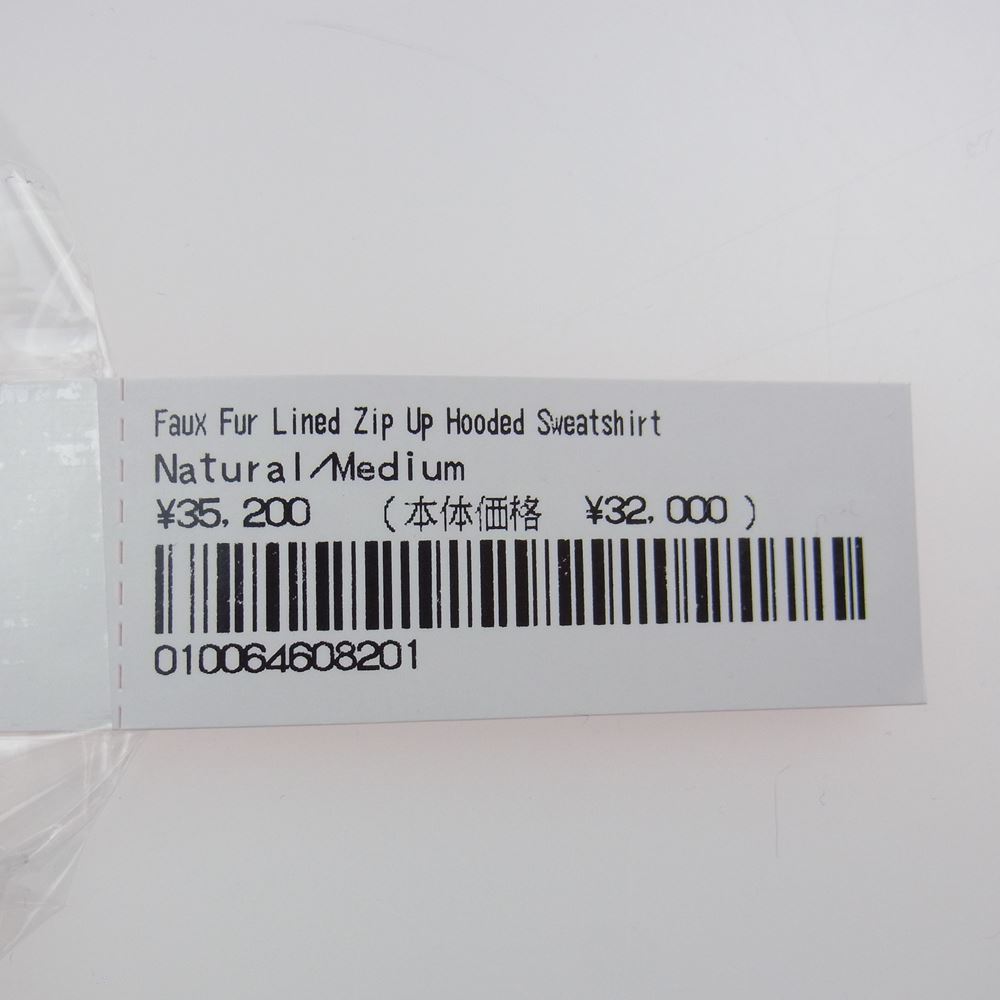 Faux Fur Lined Zip Up Hooded Sweatshirt
Natural/Medium
¥35,200 (本体価格 ¥32,000)
010064608201